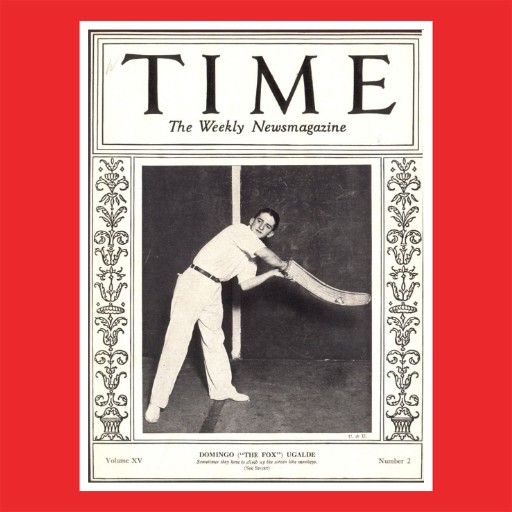 TIME
The Weekly Newsmagazine
U. & U.
DOMINGO ("THE FOX") UGALDE
Sometimes they have to climb up the screen like monkeys.
(See SPORT)
Volume XV
Number 2